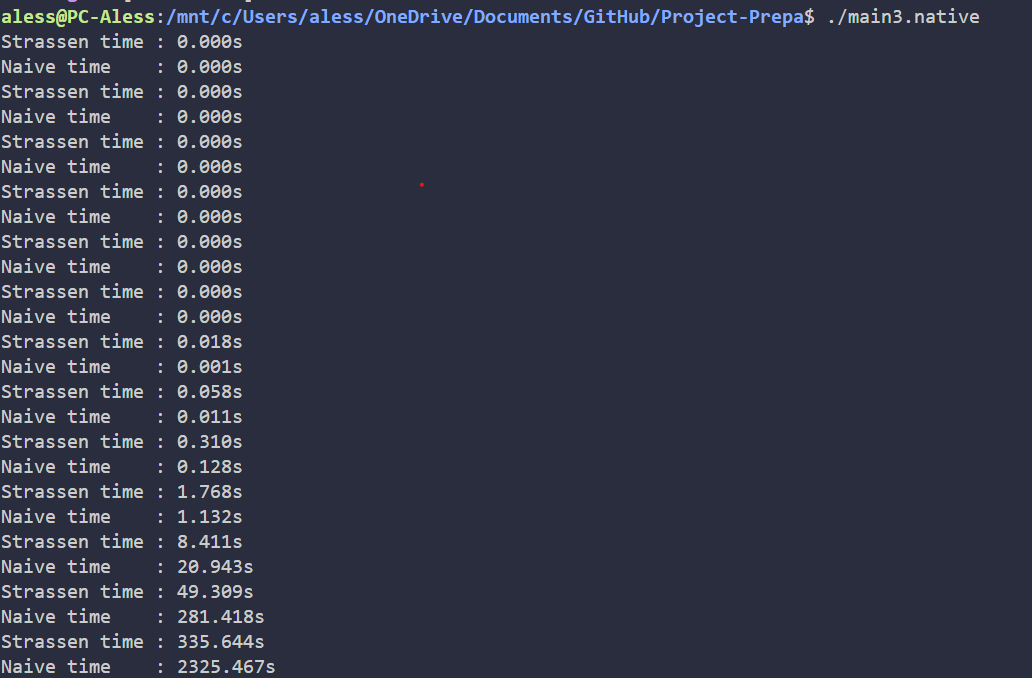 aless@PC-Aless:/mnt/c/Users/aless/OneDrive/Documents/GitHub/Project-Prepa$ ./main3.native
Strassen time : 0.000s
Naive time    : 0.000s
Strassen time : 0.000s
Naive time    : 0.000s
Strassen time : 0.000s
Naive time    : 0.000s
Strassen time : 0.000s
Naive time    : 0.000s
Strassen time : 0.000s
Naive time    : 0.000s
Strassen time : 0.000s
Naive time    : 0.000s
Strassen time : 0.018s
Naive time    : 0.001s
Strassen time : 0.058s
Naive time    : 0.011s
Strassen time : 0.310s
Naive time    : 0.128s
Strassen time : 1.768s
Naive time    : 1.132s
Strassen time : 8.411s
Naive time    : 20.943s
Strassen time : 49.309s
Naive time    : 281.418s
Strassen time : 335.644s
Naive time    : 2325.467s